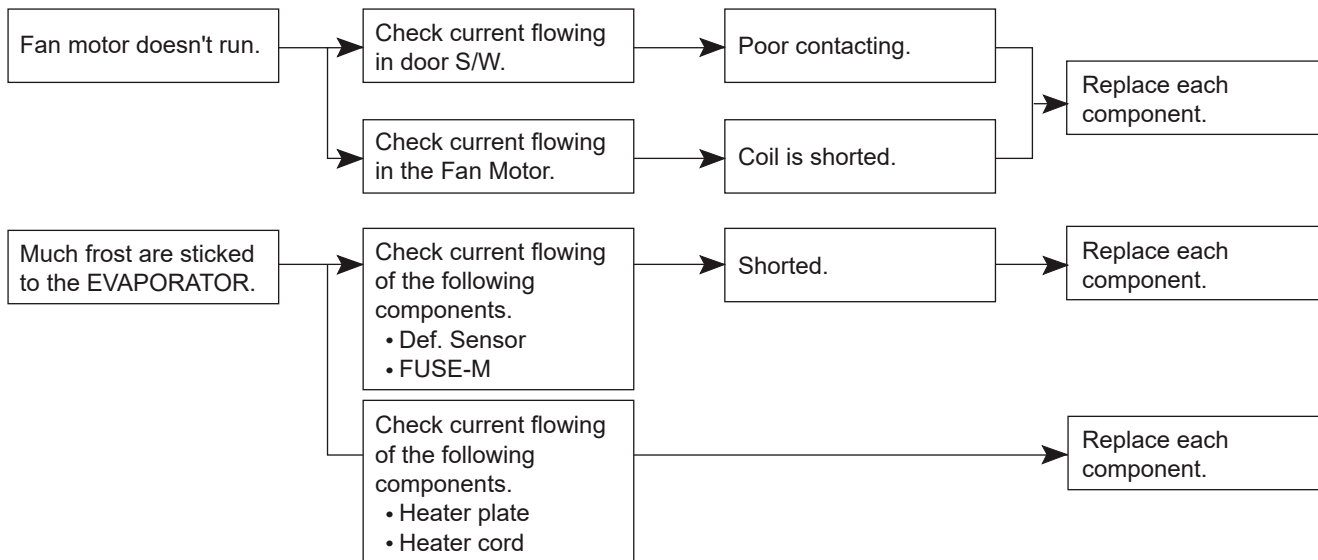 Fan motor doesn't run.
Check current flowing
in door S/W.
Poor contacting.
Check current flowing
in the Fan Motor.
Coil is shorted.
Replace each
component.
Much frost are sticked
to the EVAPORATOR.
Check current flowing
of the following
components.
• Def. Sensor
• FUSE-M
Shorted.
Replace each
component.
Check current flowing
of the following
components.
• Heater plate
• Heater cord
Replace each
component.